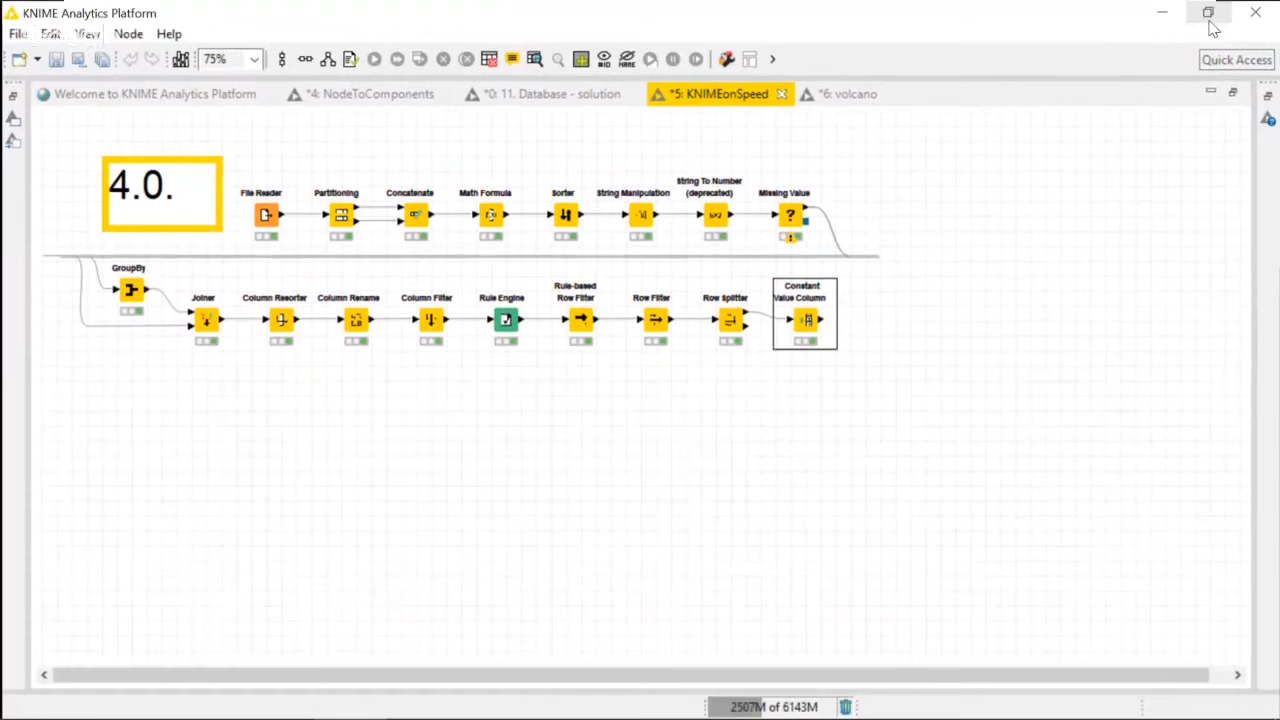 KNIME Analytics Platform
File Edit View Node Help
75%
Quick Access
Welcome to KNIME Analytics Platform
*4: NodeToComponents
*0: 11. Database - solution
*5: KNIMEonSpeed
*6: volcano
4.0.
File Reader
Partitioning
Concatenate
Math Formula
Sorter
String Manipulation
String To Number
(deprecated)
Missing Value
GroupBy
Joiner
Column Resorter
Column Rename
Column Filter
Rule Engine
Rule-based
Row Filter
Row Filter
Row Splitter
Constant
Value Column
2507M of 6143M